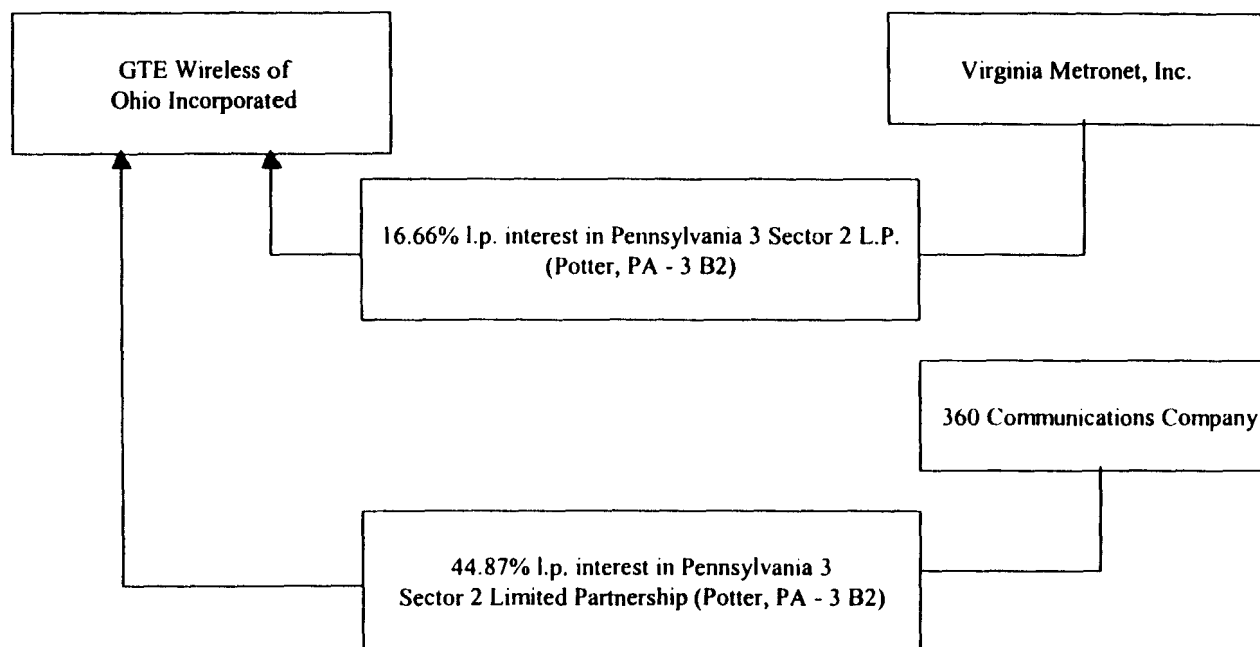 GTE Wireless of
Ohio Incorporated
Virginia Metronet, Inc.
16.66% l.p. interest in Pennsylvania 3 Sector 2 L.P.
(Potter, PA - 3 B2)
360 Communications Company
44.87% l.p. interest in Pennsylvania 3
Sector 2 Limited Partnership (Potter, PA - 3 B2)